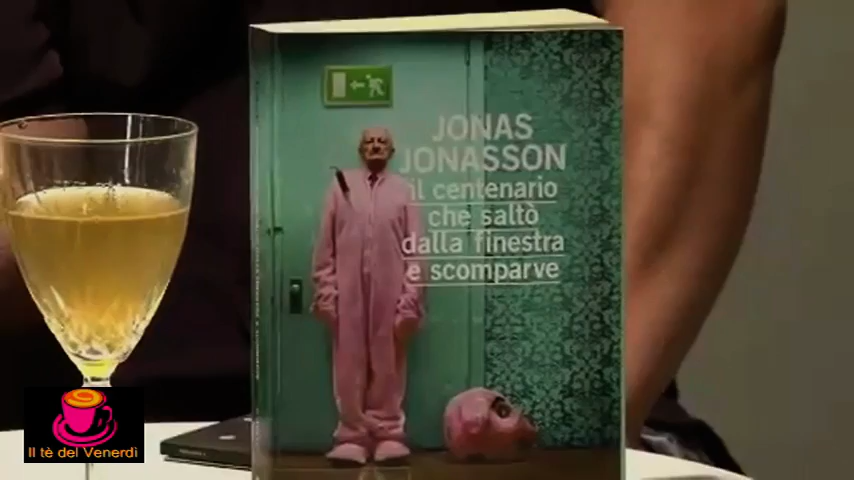 JONAS
JONASSON
il centenario
che saltò
dalla finestra
e scomparve
Il tè del Venerdì